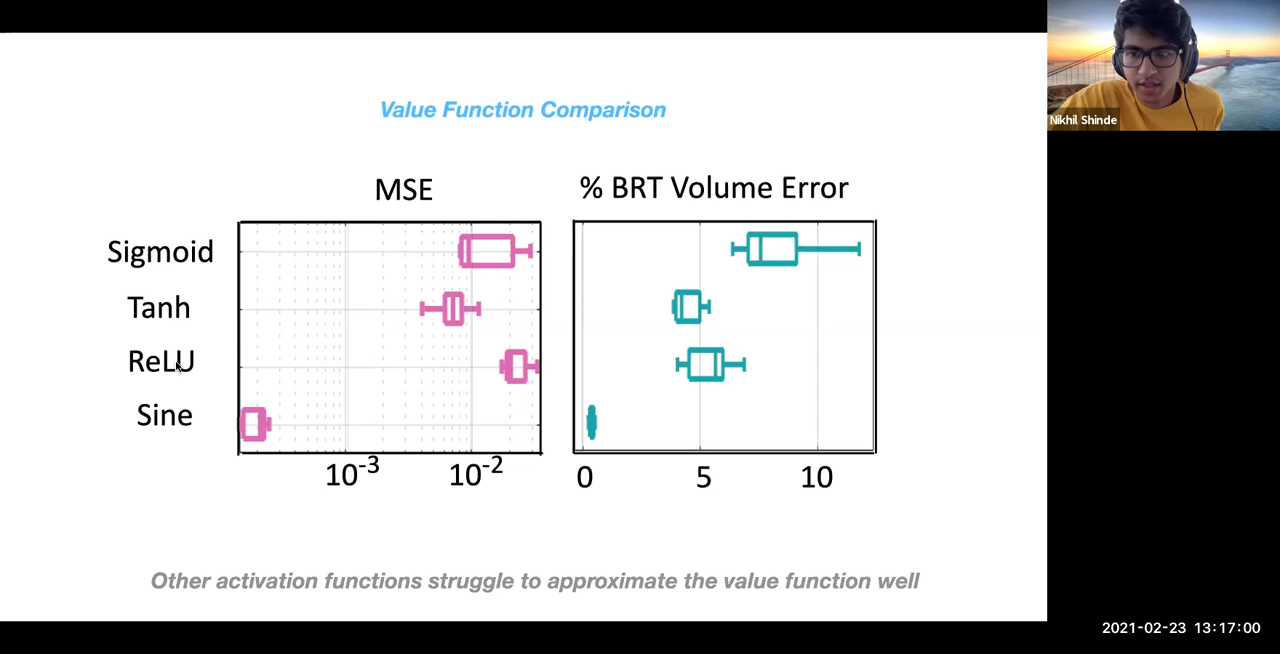 Value Function Comparison
MSE
% BRT Volume Error
Sigmoid
Tanh
ReLU
Sine
10-3
10-2
0
5
10
Other activation functions struggle to approximate the value function well
Nikhil Shinde
2021-02-23 13:17:00